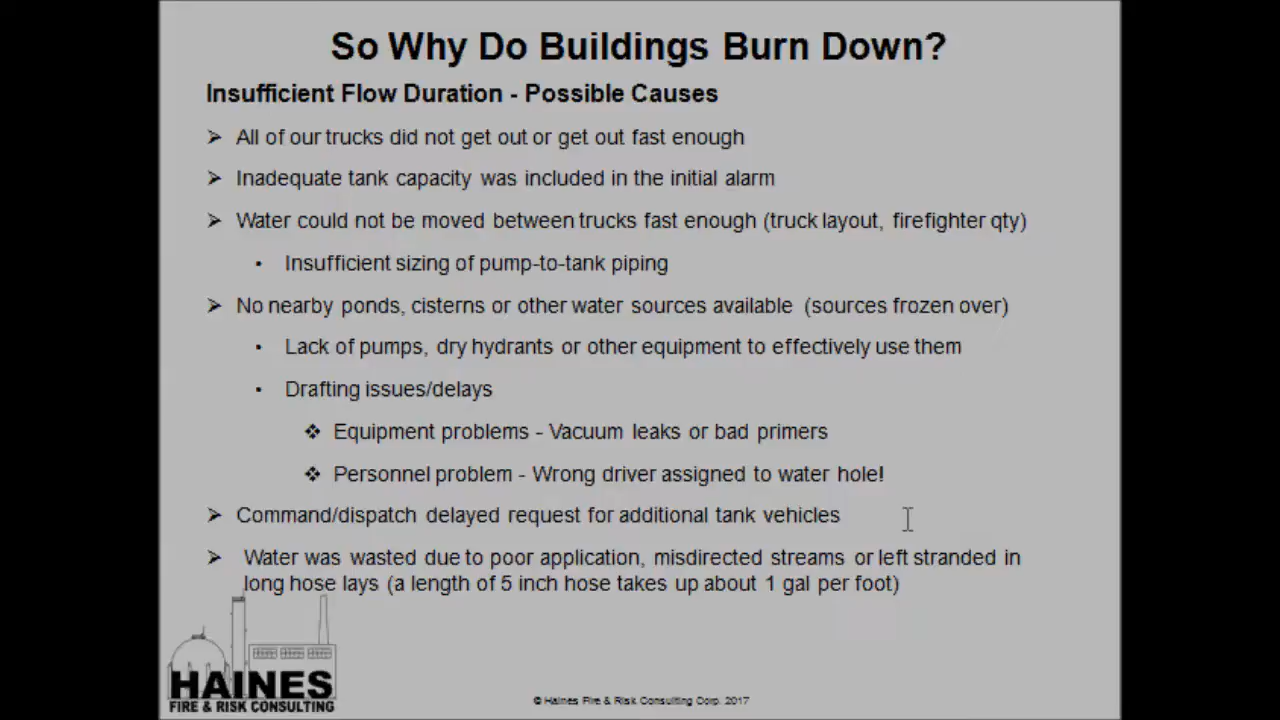 So Why Do Buildings Burn Down?
Insufficient Flow Duration - Possible Causes
➢ All of our trucks did not get out or get out fast enough
➢ Inadequate tank capacity was included in the initial alarm
➢ Water could not be moved between trucks fast enough (truck layout, firefighter qty)
• Insufficient sizing of pump-to-tank piping
➢ No nearby ponds, cisterns or other water sources available (sources frozen over)
• Lack of pumps, dry hydrants or other equipment to effectively use them
• Drafting issues/delays
❖ Equipment problems - Vacuum leaks or bad primers
❖ Personnel problem - Wrong driver assigned to water hole!
➢ Command/dispatch delayed request for additional tank vehicles
➢ Water was wasted due to poor application, misdirected streams or left stranded in
long hose lays (a length of 5 inch hose takes up about 1 gal per foot)
HAINES
FIRE & RISK CONSULTING
© Haines Fire & Risk Consulting Corp. 2017